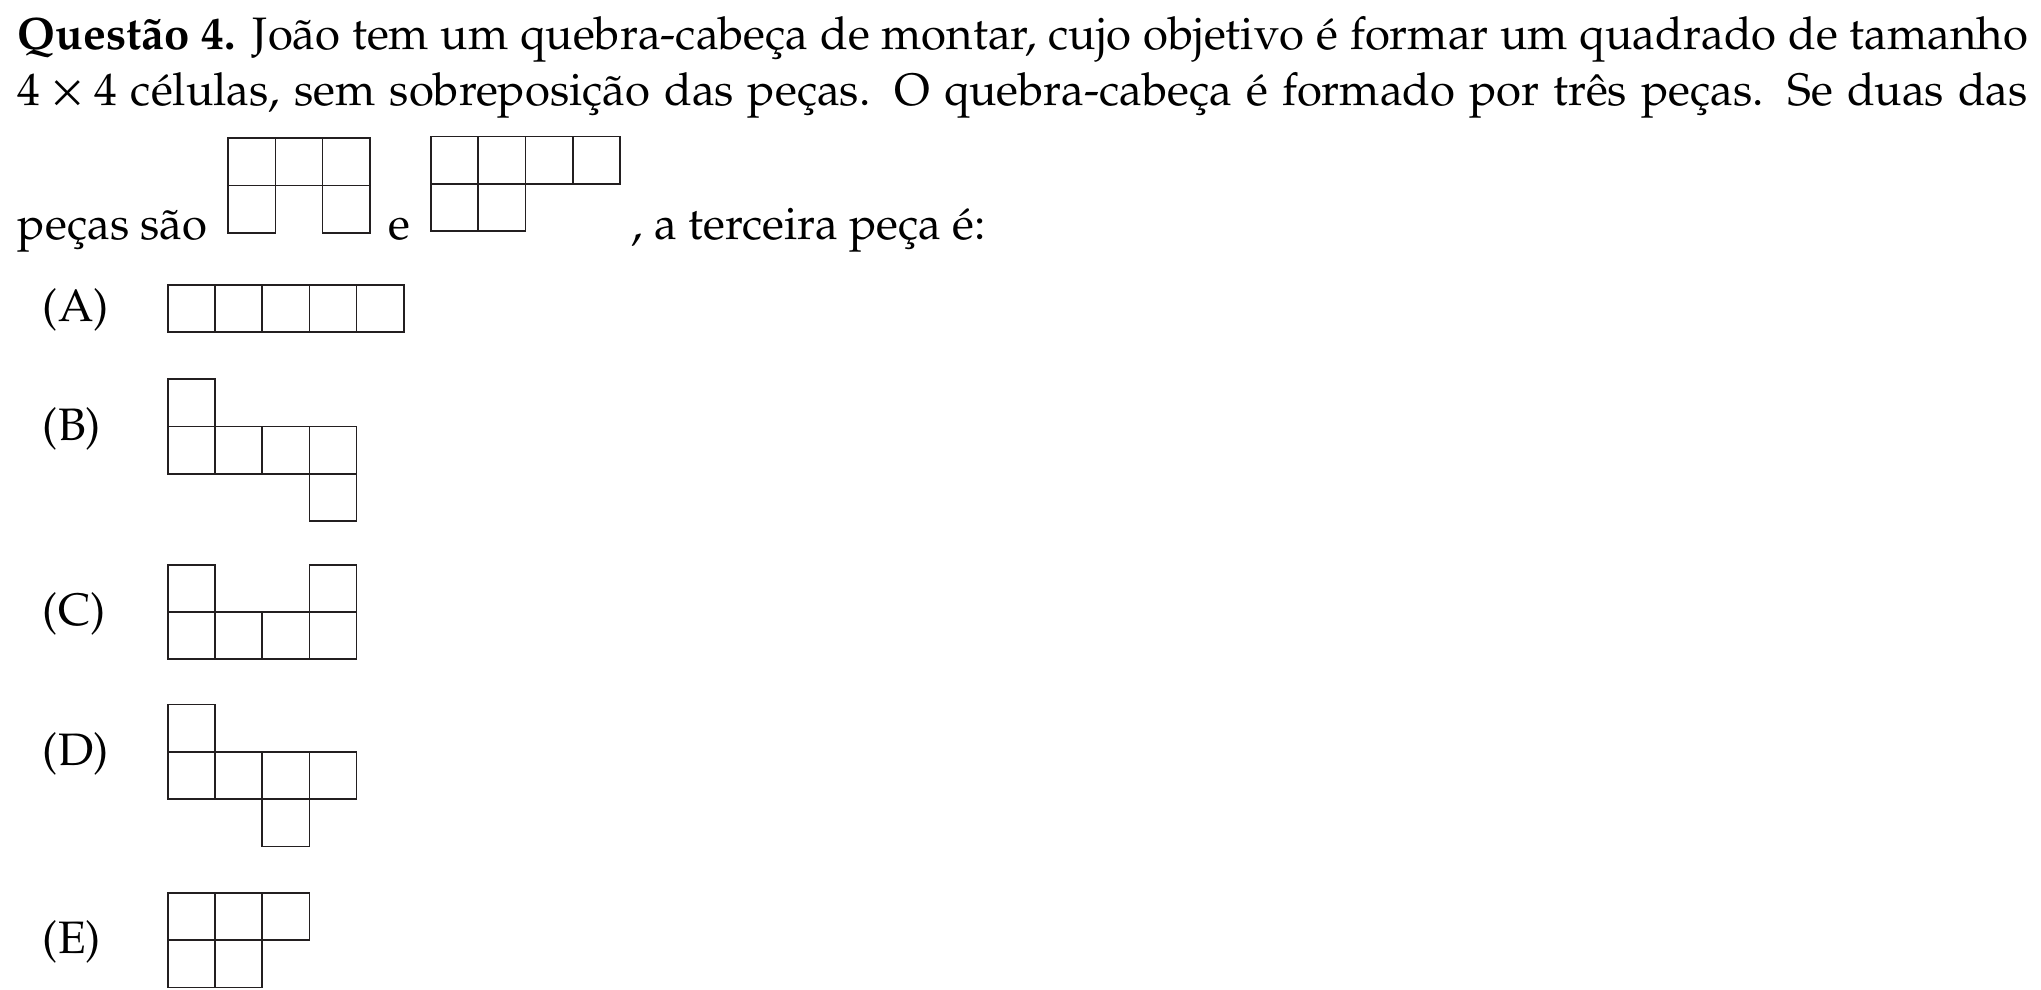 Questão 4. João tem um quebra-cabeça de montar, cujo objetivo é formar um quadrado de tamanho
4 × 4 células, sem sobreposição das peças. O quebra-cabeça é formado por três peças. Se duas das
peças são e , a terceira peça é:
(A)
(B)
(C)
(D)
(E)